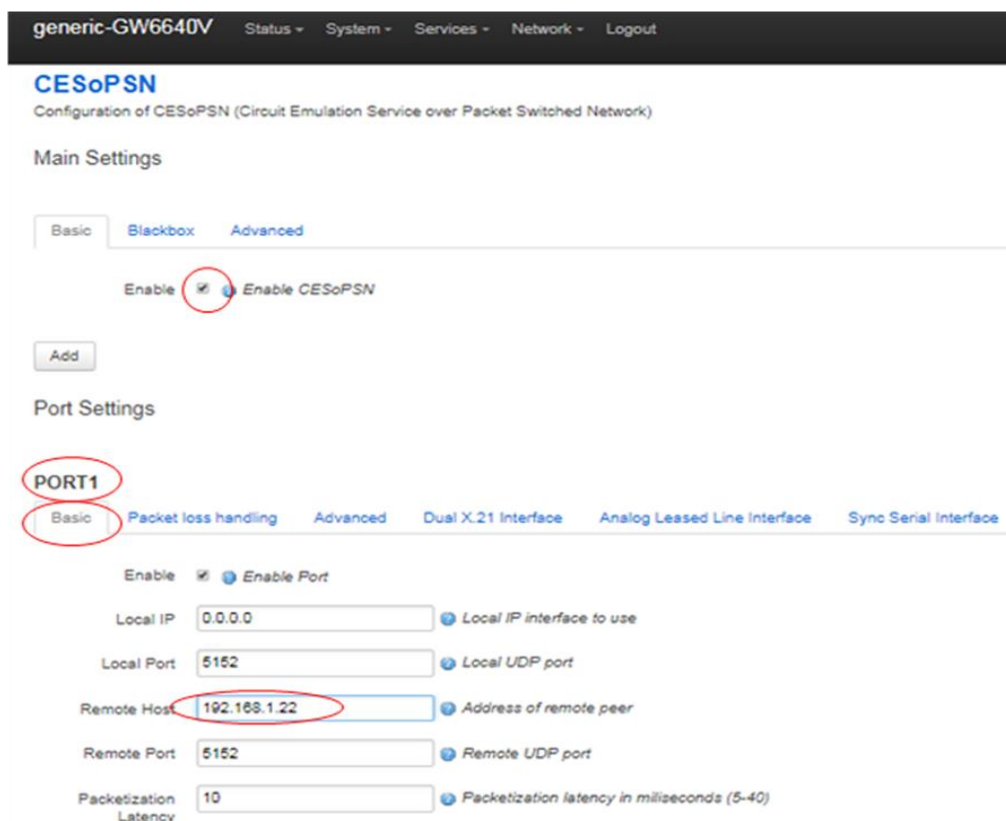 generic-GW6640V Status System Services Network Logout
CESoPSN
Configuration of CESoPSN (Circuit Emulation Service over Packet Switched Network)
Main Settings
Basic Blackbox Advanced
Enable Enable CESoPSN
Add
Port Settings
PORT1
Basic Packet loss handling Advanced Dual X.21 Interface Analog Leased Line Interface Sync Serial Interface
Enable Enable Port
Local IP 0.0.0.0 Local IP interface to use
Local Port 5152 Local UDP port
Remote Host 192.168.1.22 Address of remote peer
Remote Port 5152 Remote UDP port
Packetization 10 Packetization latency in miliseconds (5-40)
Latency